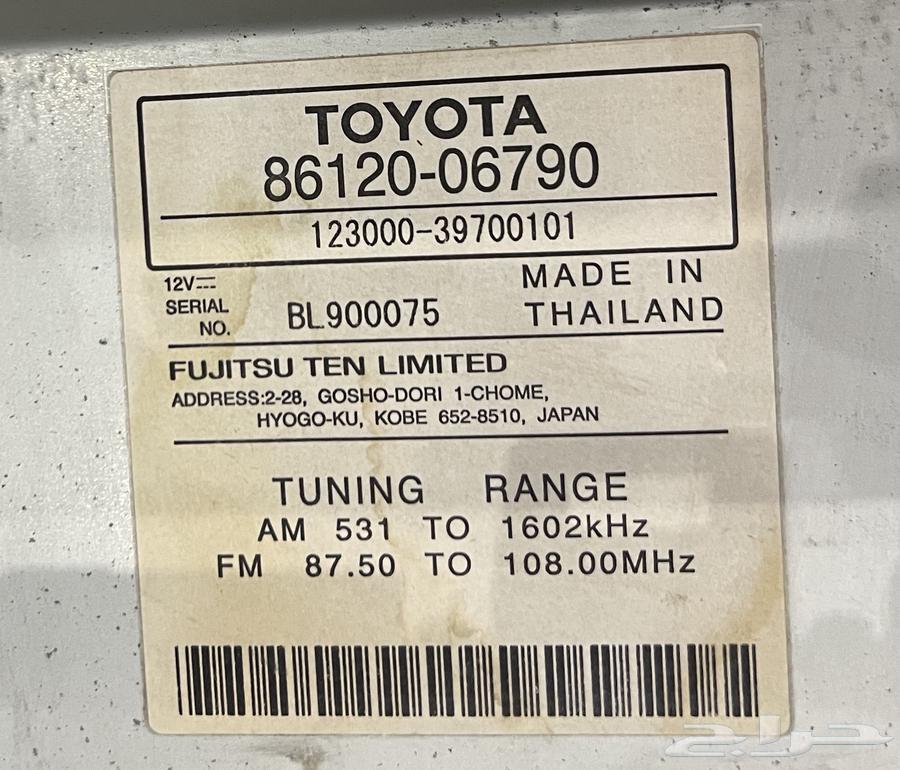 TOYOTA
86120-06790
123000-39700101
12V
MADE IN
SERIAL
NO. BL900075 THAILAND
FUJITSU TEN LIMITED
ADDRESS:2-28, GOSHO-DORI 1-CHOME,
HYOGO-KU, KOBE 652-8510, JAPAN
TUNING RANGE
AM 531 TO 1602kHz
FM 87.50 TO 108.00MHz
حراج